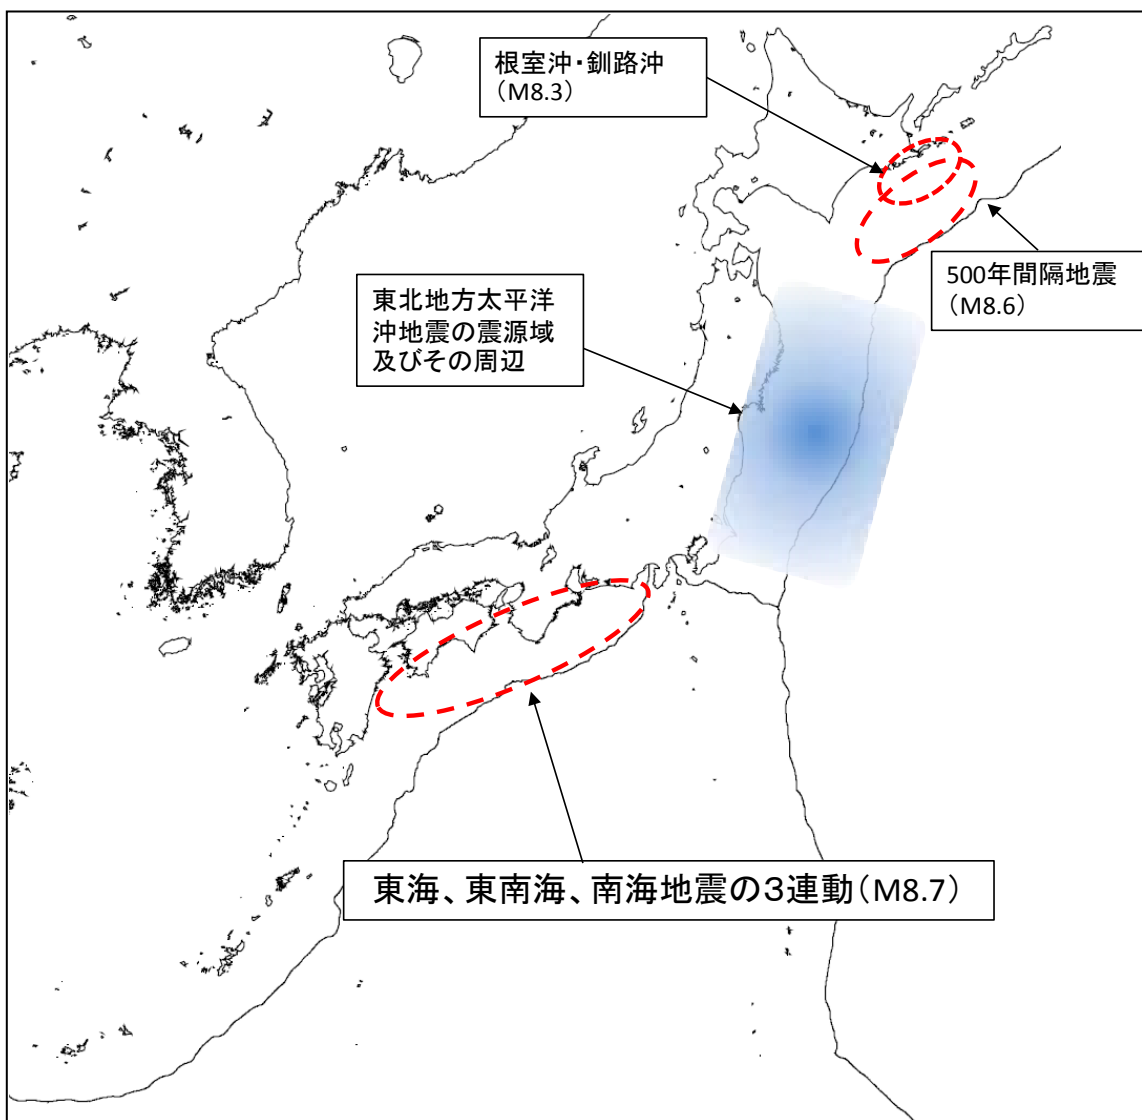 根室沖・釧路沖
（M8.3）
500年間隔地震
（M8.6）
東北地方太平洋
沖地震の震源域
及びその周辺
東海、東南海、南海地震の３連動（M8.7）